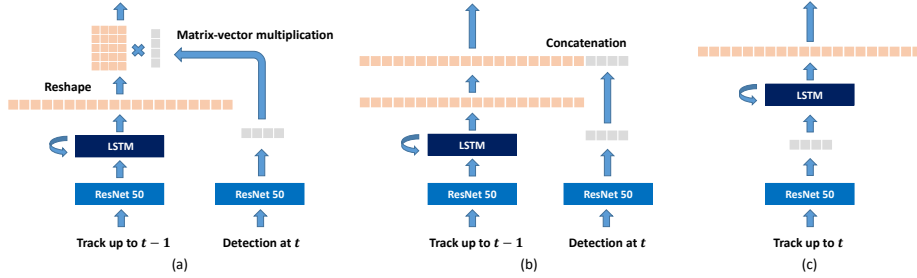 Matrix-vector multiplication
Reshape
LSTM
ResNet 50
ResNet 50
Track up to t − 1
Detection at t
(a)
Concatenation
LSTM
ResNet 50
ResNet 50
Track up to t − 1
Detection at t
(b)
LSTM
ResNet 50
Track up to t
(c)